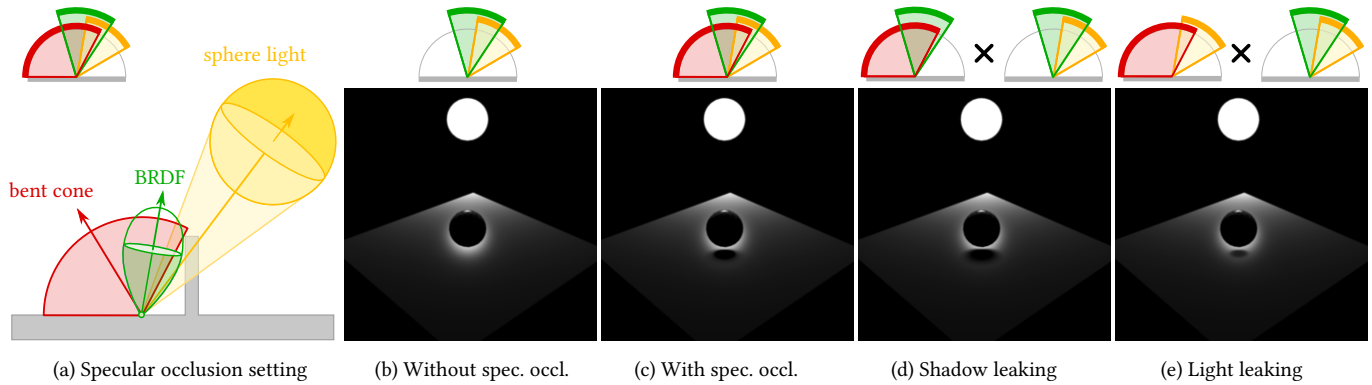 sphere light
BRDF
bent cone
(a) Specular occlusion setting
(b) Without spec. occl.
(c) With spec. occl.
(d) Shadow leaking
(e) Light leaking